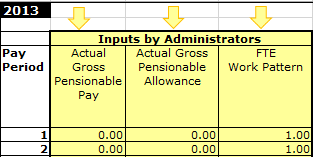 2013
Inputs by Administrators
Pay Period
Actual Gross Pensionable Pay
Actual Gross Pensionable Allowance
FTE Work Pattern
1 0.00 0.00 1.00
2 0.00 0.00 1.00